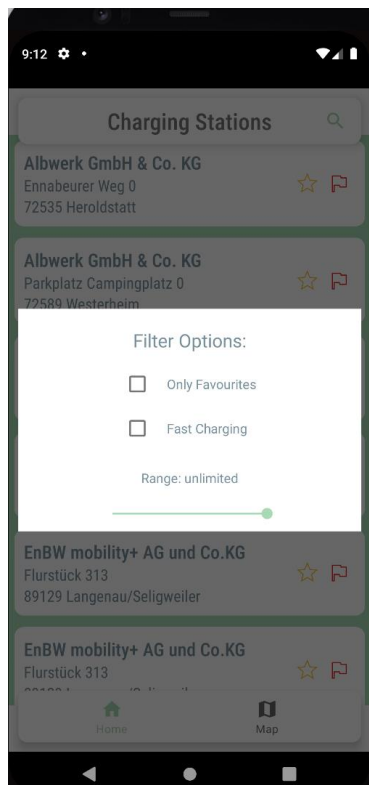 9:12
Charging Stations
Albwerk GmbH & Co. KG
Ennabeurer Weg 0
72535 Heroldstatt
Albwerk GmbH & Co. KG
Parkplatz Campingplatz 0
72589 Westerheim
Filter Options:
Only Favourites
Fast Charging
Range: unlimited
EnBW mobility+ AG und Co.KG
Flurstück 313
89129 Langenau/Seligweiler
EnBW mobility+ AG und Co.KG
Flurstück 313
Home
Map